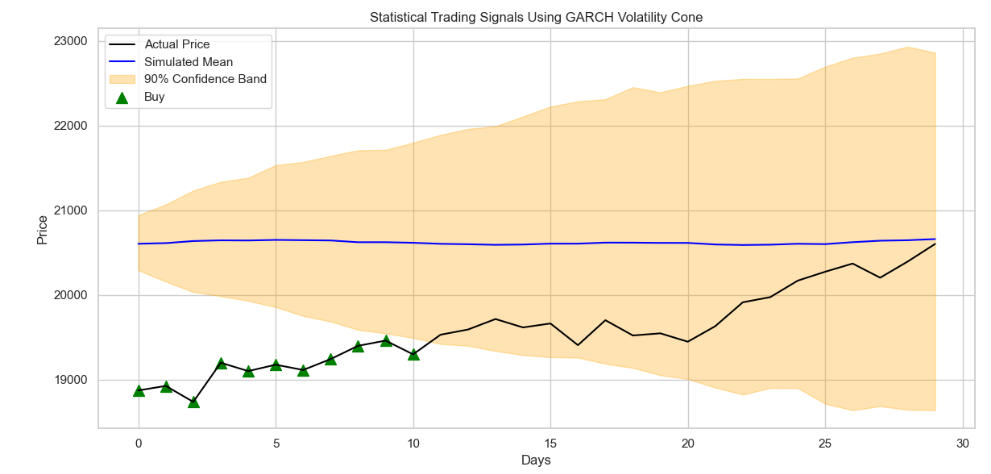 Statistical Trading Signals Using GARCH Volatility Cone
Actual Price
Simulated Mean
90% Confidence Band
Buy
23000
22000
21000
20000
19000
Price
0
5
10
15
20
25
30
Days